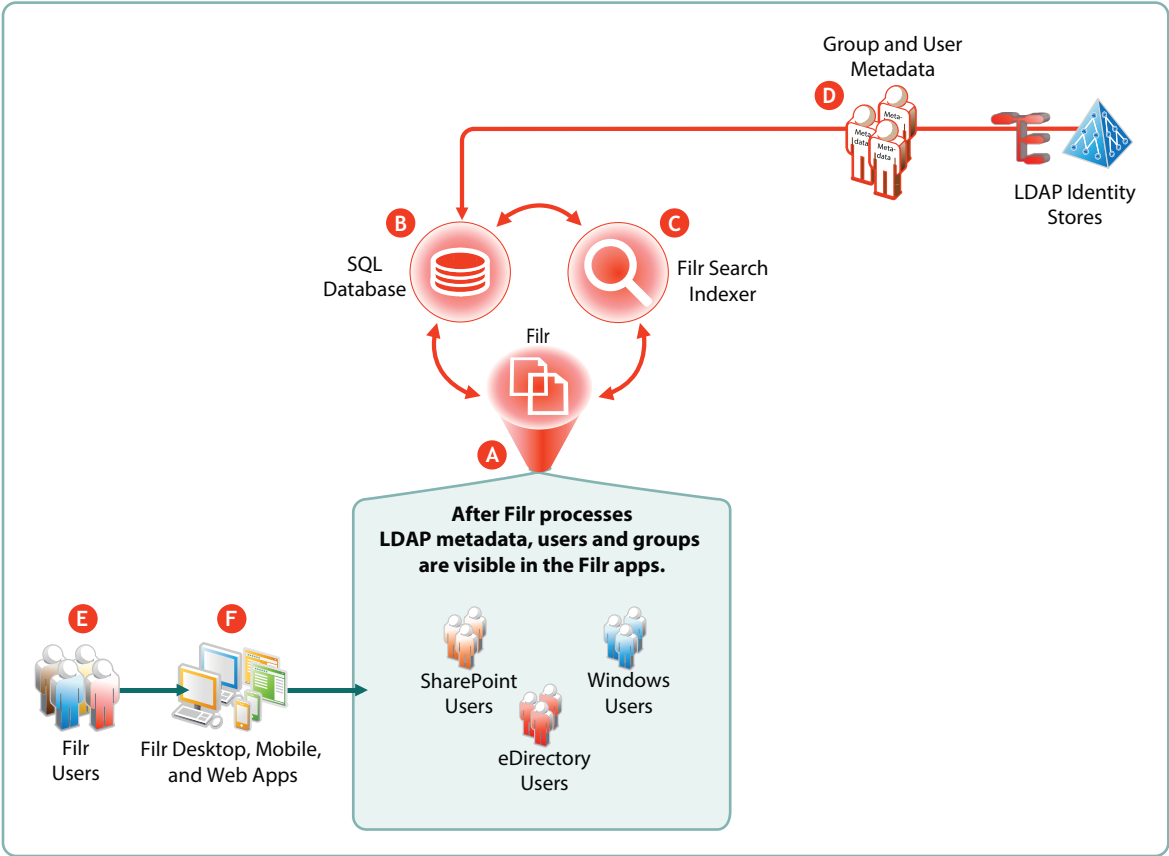 Group and User
Metadata
D
Meta-
Meta-
data
Meta-
data
LDAP Identity
Stores
B
C
SQL
Database
Filr Search
Indexer
Filr
A
After Filr processes
LDAP metadata, users and groups
are visible in the Filr apps.
E
F
SharePoint
Users
Windows
Users
eDirectory
Users
Filr
Users
Filr Desktop, Mobile,
and Web Apps